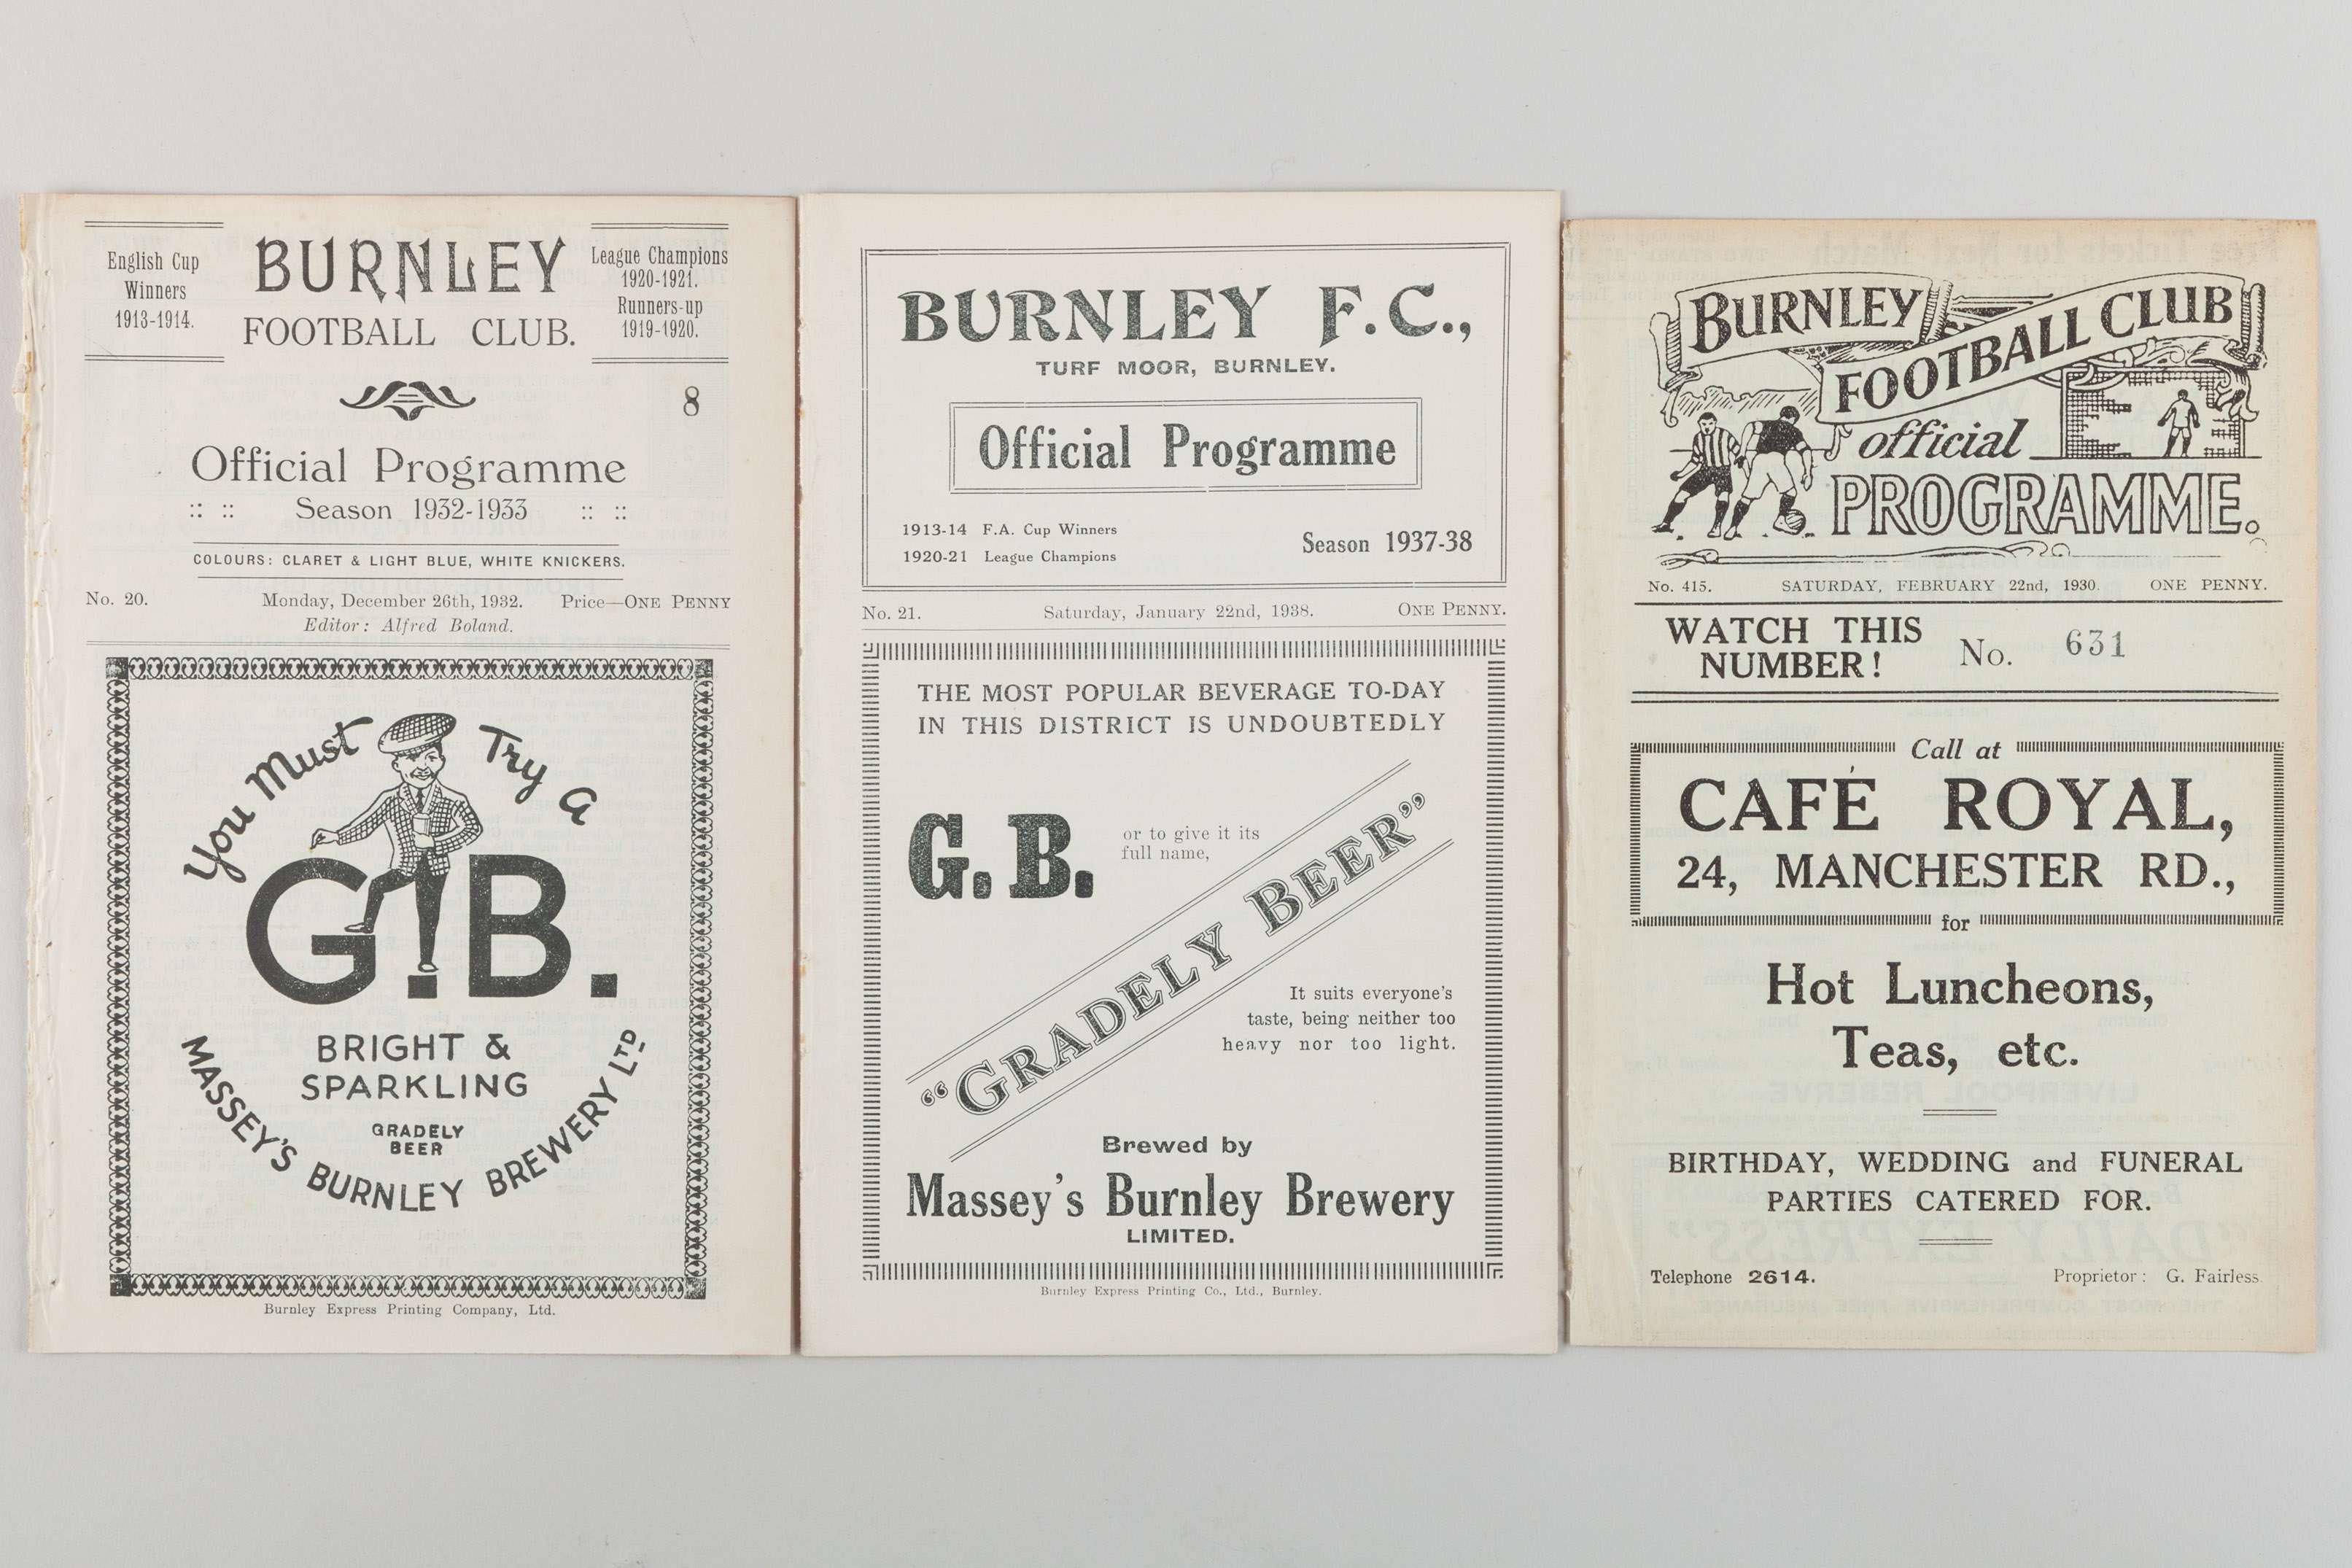 English Cup
Winners
1913-1914.
BURNLEY
FOOTBALL CLUB.
League Champions
1920-1921.
Runners-up
1919-1920.
8
Official Programme
:: :: Season 1932-1933 :: ::
COLOURS: CLARET & LIGHT BLUE, WHITE KNICKERS.
No. 20. Monday, December 26th, 1932. Price—ONE PENNY
Editor: Alfred Boland.
You Must Try A
G.B.
BRIGHT &
SPARKLING
GRADELY
BEER
MASSEY'S BURNLEY BREWERY LTD
Burnley Express Printing Company, Ltd.
BURNLEY F.C.,
TURF MOOR, BURNLEY.
Official Programme
1913-14 F.A. Cup Winners
1920-21 League Champions
Season 1937-38
No. 21. Saturday, January 22nd, 1938. ONE PENNY.
THE MOST POPULAR BEVERAGE TO-DAY
IN THIS DISTRICT IS UNDOUBTEDLY
G.B.
or to give it its
full name,
"GRADELY BEER"
It suits everyone's
taste, being neither too
heavy nor too light.
Brewed by
Massey's Burnley Brewery
LIMITED.
Burnley Express Printing Co., Ltd., Burnley.
BURNLEY
FOOTBALL CLUB
official
PROGRAMME.
No. 415. SATURDAY, FEBRUARY 22nd, 1930. ONE PENNY.
WATCH THIS
NUMBER!
No. 631
Call at
CAFÉ ROYAL,
24, MANCHESTER RD.,
for
Hot Luncheons,
Teas, etc.
BIRTHDAY, WEDDING and FUNERAL
PARTIES CATERED FOR.
Telephone 2614. Proprietor: G. Fairless.